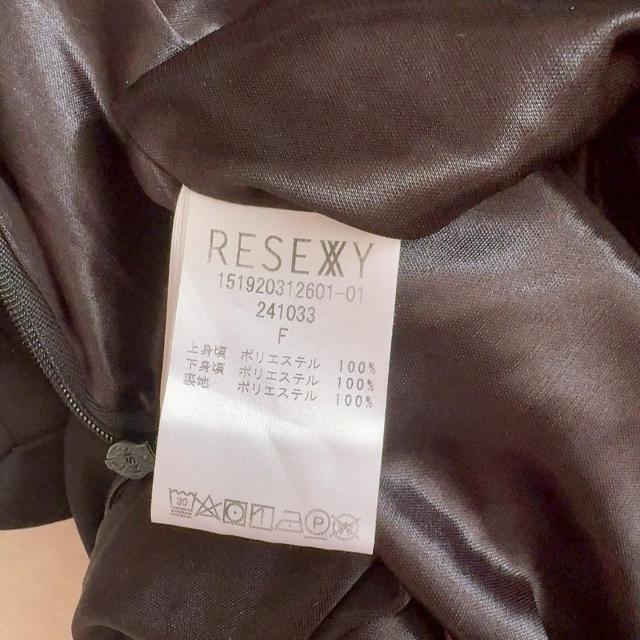 RESEXXY
151920312601-01
241033
F
上身頃 ポリエステル 100%
下身頃 ポリエステル 100%
裏地 ポリエステル 100%
30
P